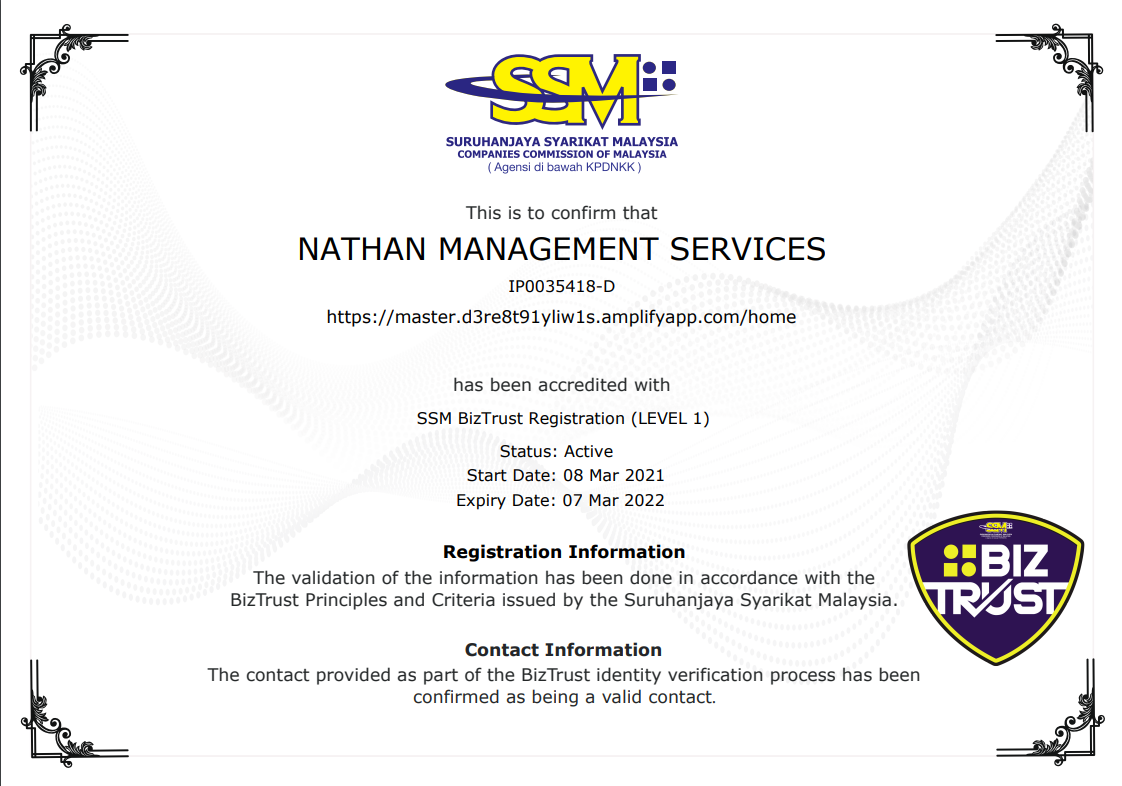 SSM
SURUHANJAYA SYARIKAT MALAYSIA
COMPANIES COMMISSION OF MALAYSIA
( Agensi di bawah KPDNKK )
This is to confirm that
NATHAN MANAGEMENT SERVICES
IP0035418-D
https://master.d3re8t91yliw1s.amplifyapp.com/home
has been accredited with
SSM BizTrust Registration (LEVEL 1)
Status: Active
Start Date: 08 Mar 2021
Expiry Date: 07 Mar 2022
Registration Information
The validation of the information has been done in accordance with the
BizTrust Principles and Criteria issued by the Suruhanjaya Syarikat Malaysia.
Contact Information
The contact provided as part of the BizTrust identity verification process has been
confirmed as being a valid contact.
SSM
BIZ
TRUST